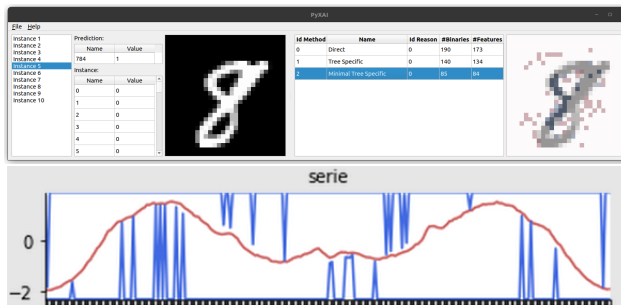 PyXAI
File Help
Instance 1
Instance 2
Instance 3
Instance 4
Instance 5
Instance 6
Instance 7
Instance 8
Instance 9
Instance 10
Prediction:
Name Value
784 1
Instance:
Name Value
0 0
1 0
2 0
3 0
4 0
5 0
Id Method Name Id Reason #Binaries #Features
0 Direct 0 190 173
1 Tree Specific 0 140 134
2 Minimal Tree Specific 0 85 84
serie
0
−2